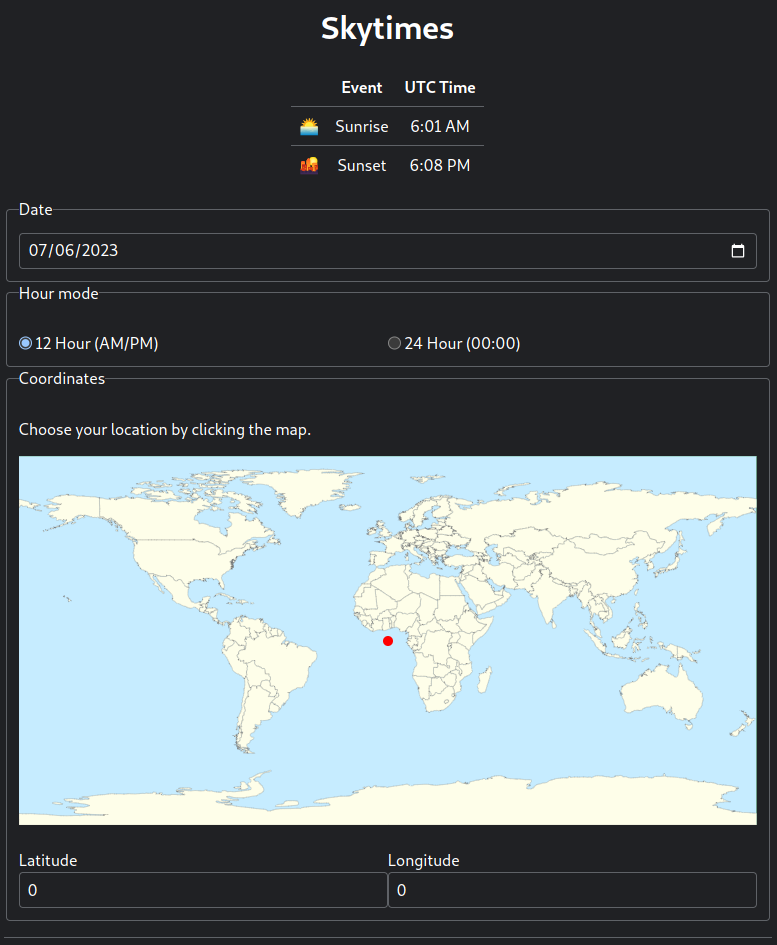 Skytimes
Event UTC Time
Sunrise 6:01 AM
Sunset 6:08 PM
Date
07/06/2023
Hour mode
12 Hour (AM/PM) 24 Hour (00:00)
Coordinates
Choose your location by clicking the map.
Latitude Longitude
0 0